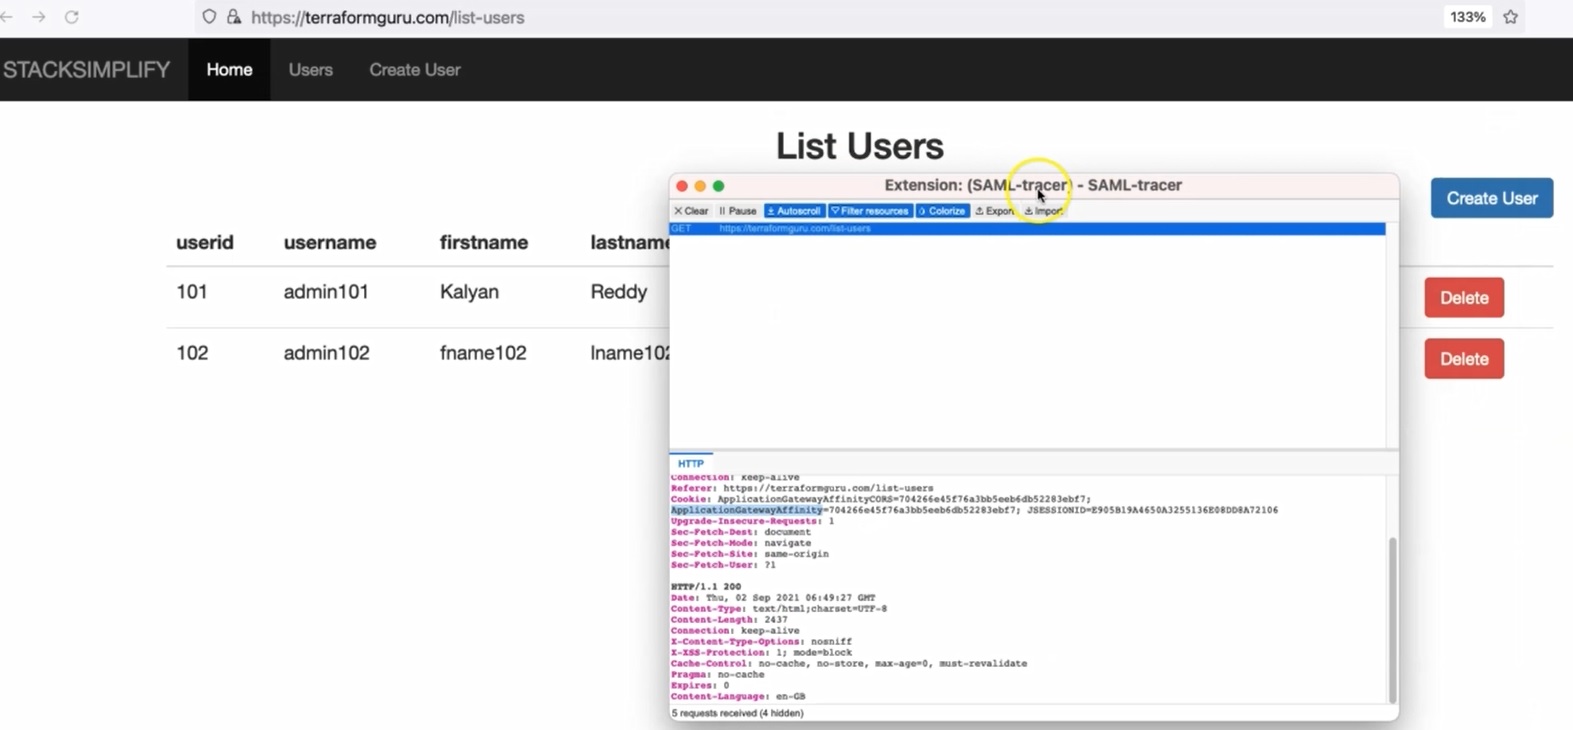 https://terraformguru.com/list-users 133%
STACKSIMPLIFY Home Users Create User
List Users
Create User
userid username firstname lastname
101 admin101 Kalyan Reddy Delete
102 admin102 fname102 lname102 Delete
Extension: (SAML-tracer) - SAML-tracer
Clear Pause Autoscroll Filter resources Colorize Export Import
GET https://terraformguru.com/list-users
HTTP
Connection: keep-alive
Referer: https://terraformguru.com/list-users
Cookie: ApplicationGatewayAffinityCORS=704266e45f76a3bb5eeb6db52283ebf7;
ApplicationGatewayAffinity=704266e45f76a3bb5eeb6db52283ebf7; JSESSIONID=E905B19A4650A3255136E08DD8A72106
Upgrade-Insecure-Requests: 1
Sec-Fetch-Dest: document
Sec-Fetch-Mode: navigate
Sec-Fetch-Site: same-origin
Sec-Fetch-User: ?1
HTTP/1.1 200
Date: Thu, 02 Sep 2021 06:49:27 GMT
Content-Type: text/html;charset=UTF-8
Content-Length: 2437
Connection: keep-alive
X-Content-Type-Options: nosniff
X-XSS-Protection: 1; mode=block
Cache-Control: no-cache, no-store, max-age=0, must-revalidate
Pragma: no-cache
Expires: 0
Content-Language: en-GB
5 requests received (4 hidden)